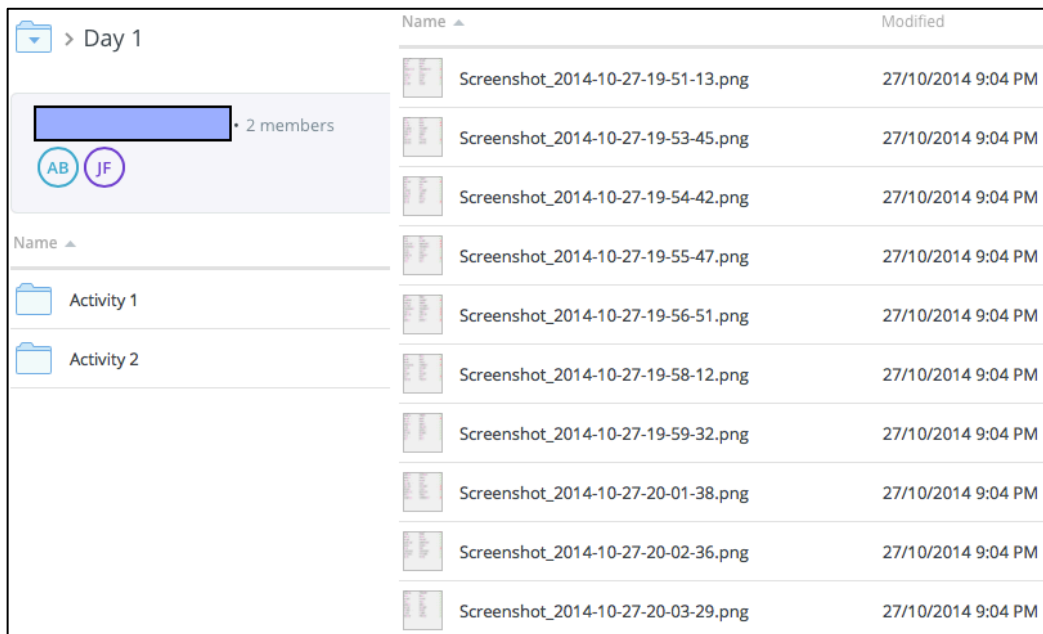 > Day 1
• 2 members
AB JF
Name
Activity 1
Activity 2
Name Modified
Screenshot_2014-10-27-19-51-13.png 27/10/2014 9:04 PM
Screenshot_2014-10-27-19-53-45.png 27/10/2014 9:04 PM
Screenshot_2014-10-27-19-54-42.png 27/10/2014 9:04 PM
Screenshot_2014-10-27-19-55-47.png 27/10/2014 9:04 PM
Screenshot_2014-10-27-19-56-51.png 27/10/2014 9:04 PM
Screenshot_2014-10-27-19-58-12.png 27/10/2014 9:04 PM
Screenshot_2014-10-27-19-59-32.png 27/10/2014 9:04 PM
Screenshot_2014-10-27-20-01-38.png 27/10/2014 9:04 PM
Screenshot_2014-10-27-20-02-36.png 27/10/2014 9:04 PM
Screenshot_2014-10-27-20-03-29.png 27/10/2014 9:04 PM